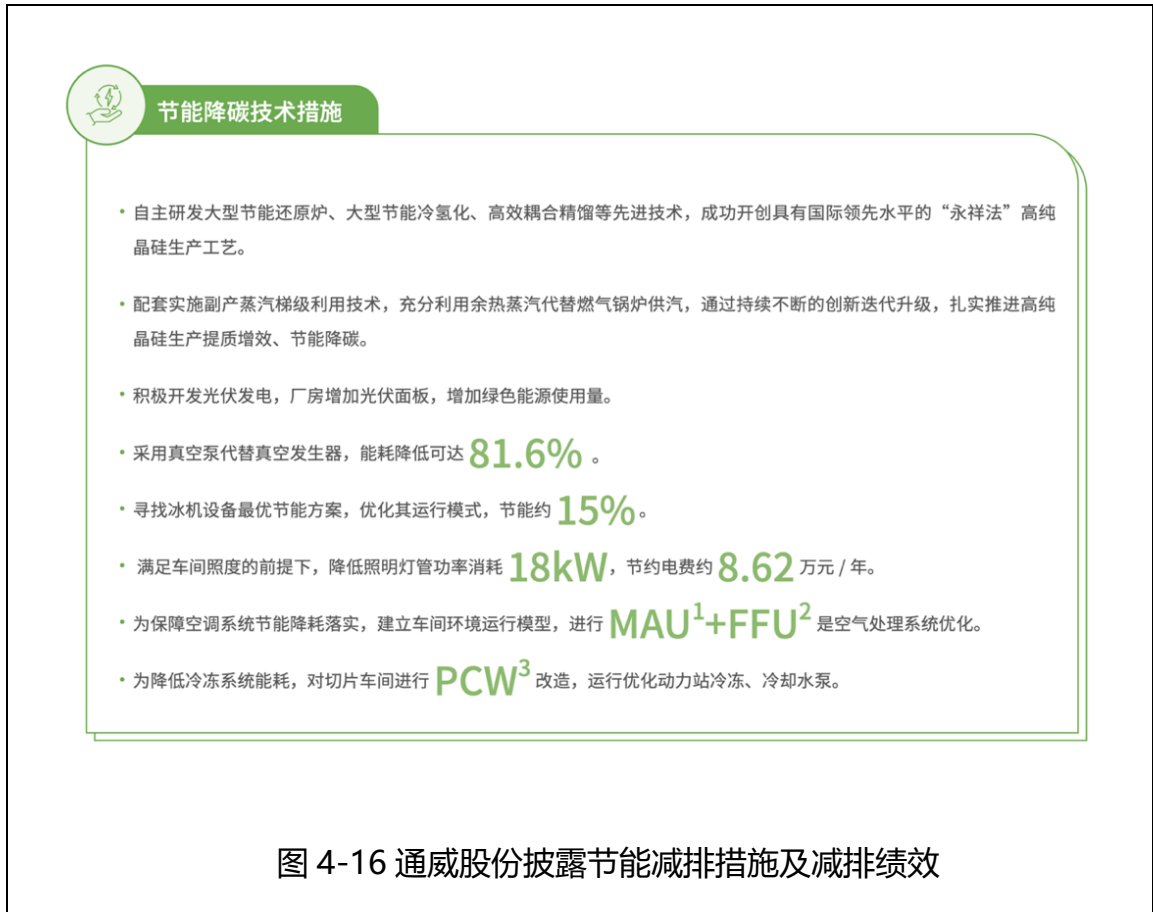 节能降碳技术措施
• 自主研发大型节能还原炉、大型节能冷氢化、高效耦合精馏等先进技术，成功开创具有国际领先水平的“永祥法”高纯
晶硅生产工艺。
• 配套实施副产蒸汽梯级利用技术，充分利用余热蒸汽代替燃气锅炉供汽，通过持续不断的创新迭代升级，扎实推进高纯
晶硅生产提质增效、节能降碳。
• 积极开发光伏发电，厂房增加光伏面板，增加绿色能源使用量。
• 采用真空泵代替真空发生器，能耗降低可达 81.6% 。
• 寻找冰机设备最优节能方案，优化其运行模式，节能约 15%。
• 满足车间照度的前提下，降低照明灯管功率消耗 18kW，节约电费约 8.62 万元 / 年。
• 为保障空调系统节能降耗落实，建立车间环境运行模型，进行 MAU¹+FFU² 是空气处理系统优化。
• 为降低冷冻系统能耗，对切片车间进行 PCW³ 改造，运行优化动力站冷冻、冷却水泵。
图 4-16 通威股份披露节能减排措施及减排绩效